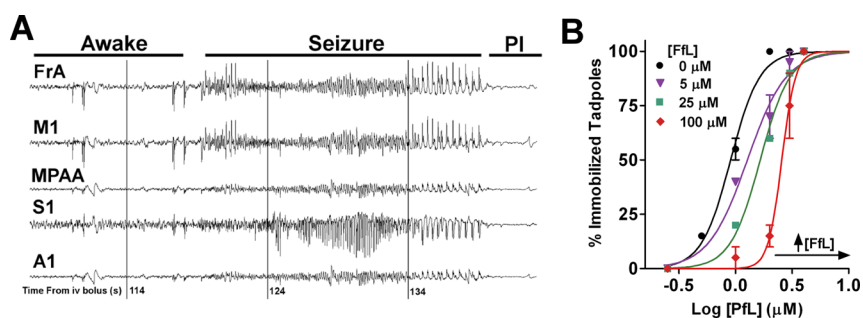 A
Awake
Seizure
PI
FrA
M1
MPAA
S1
A1
Time From iv bolus (s)
114
124
134
B
% Immobilized Tadpoles
100
75
50
25
0
[FfL]
0 μM
5 μM
25 μM
100 μM
[FfL]
-0.5
0.0
0.5
1.0
Log [PfL] (μM)